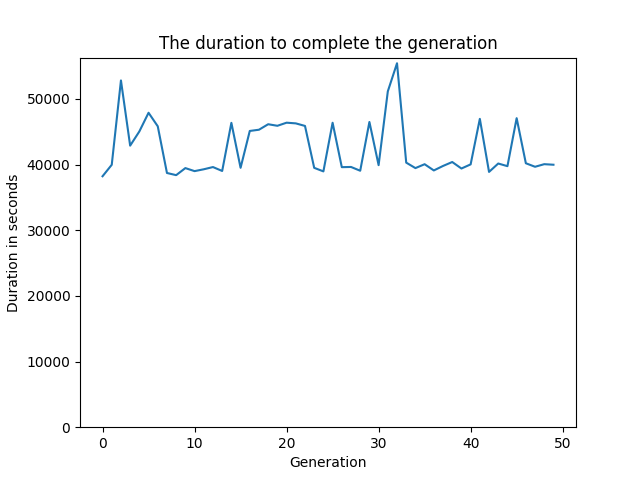 The duration to complete the generation
Duration in seconds
50000
40000
30000
20000
10000
0
0 10 20 30 40 50
Generation